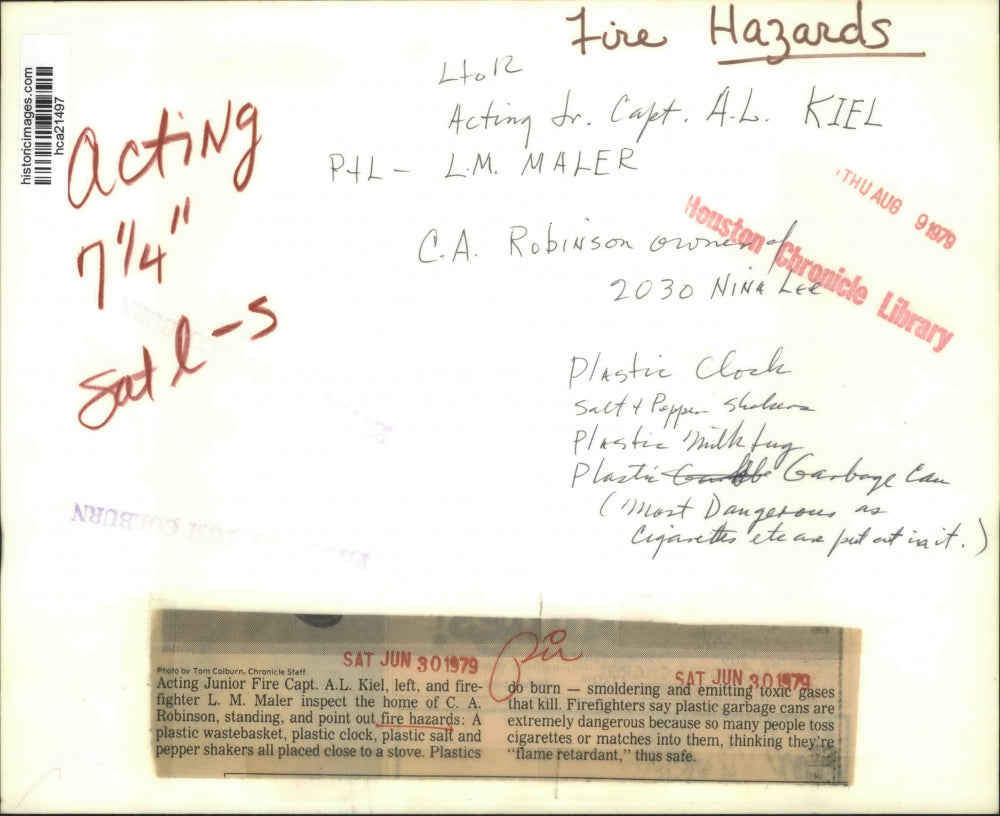 Fire Hazards
historicimages.com
hca21497
L to R
Acting Jr. Capt. A.L. KIEL
L.M. MALER
Acting
7 1/4"
THU AUG 9 1979
Houston Chronicle Library
C.A. Robinson owner of
2030 Nina Lee
Plastic Clock
Salt & Pepper Shakers
Plastic Milk Jug
Plastic Garbage Can
(Most Dangerous as
Cigarettes etc are put out in it.)
TOM COLBURN
SAT JUN 30 1979
SAT JUN 30 1979
Photo by Tom Colburn, Chronicle Staff
Acting Junior Fire Capt. A.L. Kiel, left, and fire-
fighter L. M. Maler inspect the home of C. A.
Robinson, standing, and point out fire hazards: A
plastic wastebasket, plastic clock, plastic salt and
pepper shakers all placed close to a stove. Plastics
do burn — smoldering and emitting toxic gases
that kill. Firefighters say plastic garbage cans are
extremely dangerous because so many people toss
cigarettes or matches into them, thinking they're
"flame retardant," thus safe.